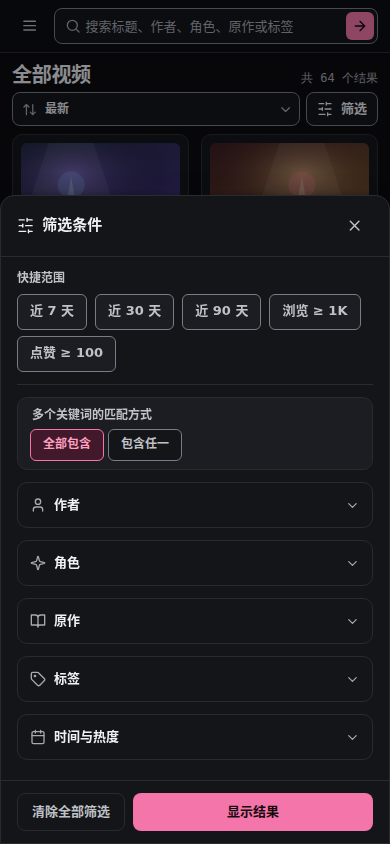 搜索标题、作者、角色、原作或标签
全部视频
共 64 个结果
最新
筛选
筛选条件
快捷范围
近 7 天
近 30 天
近 90 天
浏览 ≥ 1K
点赞 ≥ 100
多个关键词的匹配方式
全部包含
包含任一
作者
角色
原作
标签
时间与热度
清除全部筛选
显示结果